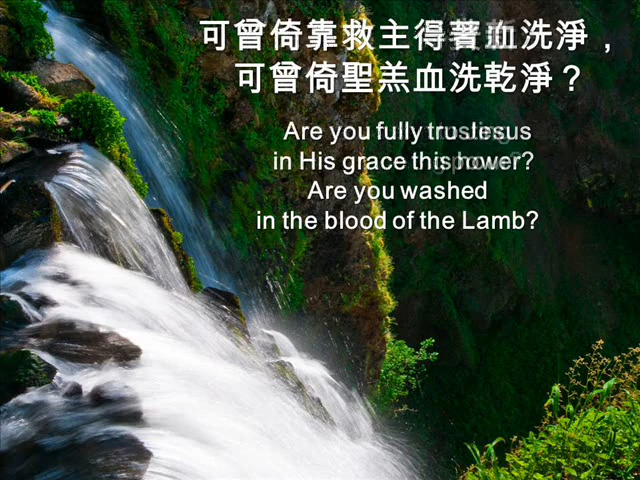 可曾倚靠救主得著血洗淨，
可曾倚聖羔血洗乾淨？
Are you fully
in His grace this
Are you washed
in the blood of the Lamb?